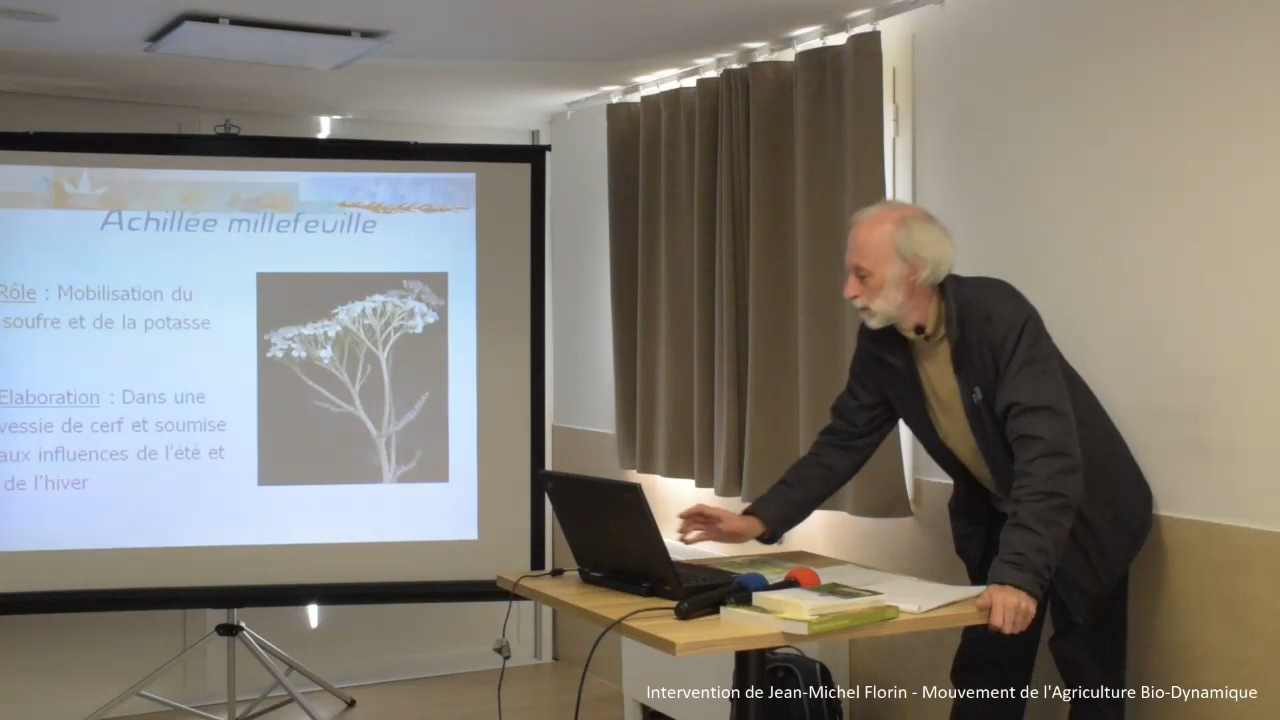 Achillée millefeuille
Rôle : Mobilisation du
soufre et de la potasse
Elaboration : Dans une
vessie de cerf et soumise
aux influences de l'été et
de l'hiver
Intervention de Jean-Michel Florin - Mouvement de l'Agriculture Bio-Dynamique